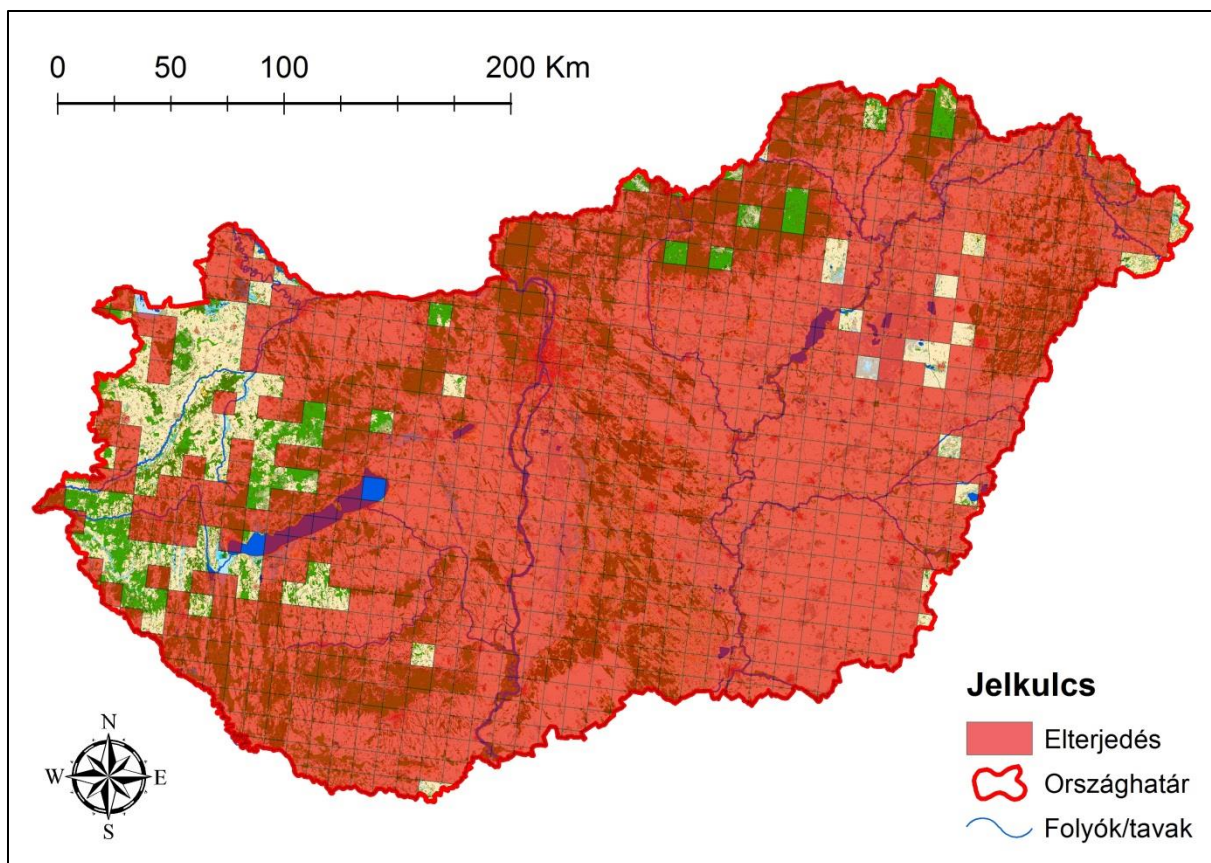 0 50 100 200 Km
N
W E
S
Jelkulcs
Elterjedés
Országhatár
Folyók/tavak